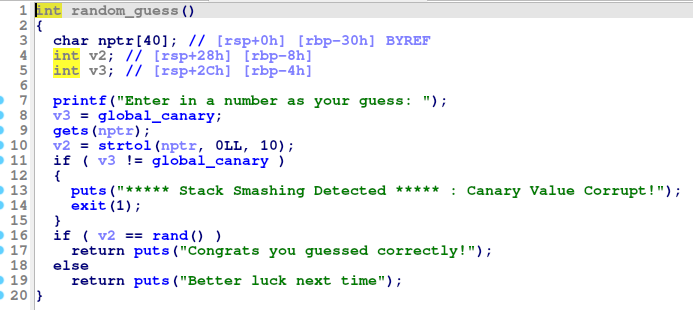 1 int random_guess()
2 {
3 char nptr[40]; // [rsp+0h] [rbp-30h] BYREF
4 int v2; // [rsp+28h] [rbp-8h]
5 int v3; // [rsp+2Ch] [rbp-4h]
6
7 printf("Enter in a number as your guess: ");
8 v3 = global_canary;
9 gets(nptr);
10 v2 = strtol(nptr, 0LL, 10);
11 if ( v3 != global_canary )
12 {
13 puts("***** Stack Smashing Detected ***** : Canary Value Corrupt!");
14 exit(1);
15 }
16 if ( v2 == rand() )
17 return puts("Congrats you guessed correctly!");
18 else
19 return puts("Better luck next time");
20 }